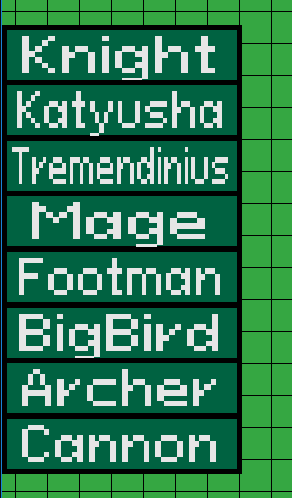 Knight
Katyusha
Tremendinius
Mage
Footman
BigBird
Archer
Cannon